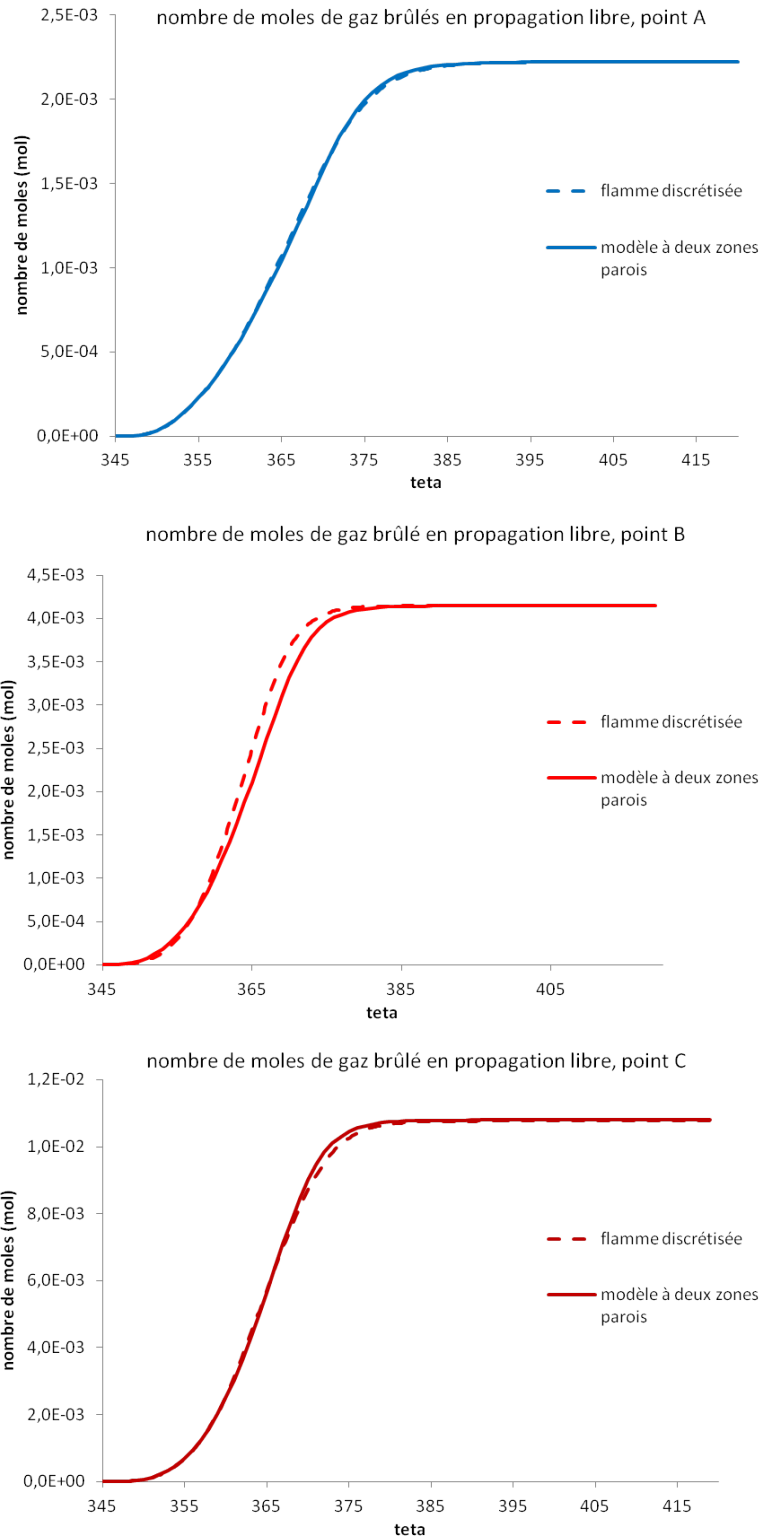 nombre de moles de gaz brûlés en propagation libre, point A
2,5E-03
2,0E-03
1,5E-03
1,0E-03
5,0E-04
0,0E+00
nombre de moles (mol)
flamme discrétisée
modèle à deux zones
parois
345 355 365 375 385 395 405 415
teta
nombre de moles de gaz brûlé en propagation libre, point B
4,5E-03
4,0E-03
3,5E-03
3,0E-03
2,5E-03
2,0E-03
1,5E-03
1,0E-03
5,0E-04
0,0E+00
nombre de moles (mol)
flamme discrétisée
modèle à deux zones
parois
345 365 385 405
teta
nombre de moles de gaz brûlé en propagation libre, point C
1,2E-02
1,0E-02
8,0E-03
6,0E-03
4,0E-03
2,0E-03
0,0E+00
nombre de moles (mol)
flamme discrétisée
modèle à deux zones
parois
345 355 365 375 385 395 405 415
teta